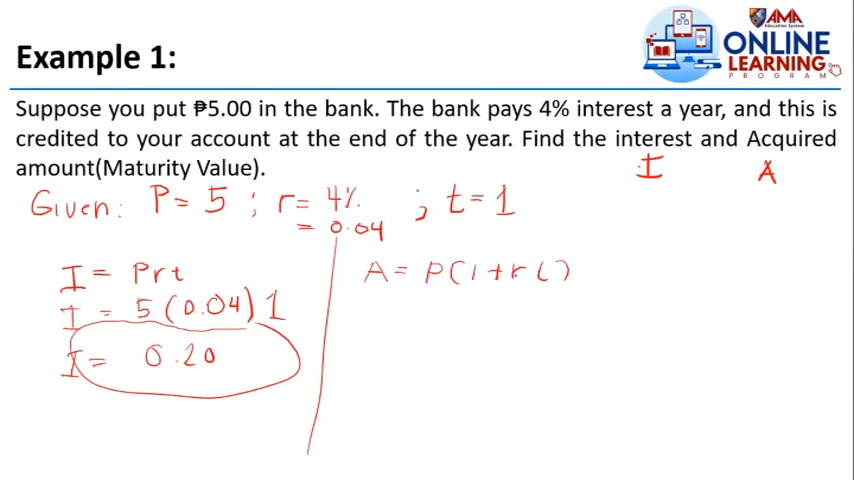 Example 1:
AMA
Education System
ONLINE
LEARNING
PROGRAM
Suppose you put ₱5.00 in the bank. The bank pays 4% interest a year, and this is
credited to your account at the end of the year. Find the interest and Acquired
amount(Maturity Value).
I A
Given: P = 5 ; r = 4% ; t = 1
= 0.04
I = Prt
I = 5 (0.04) 1
I = 0.20
A = P(1 + r t)